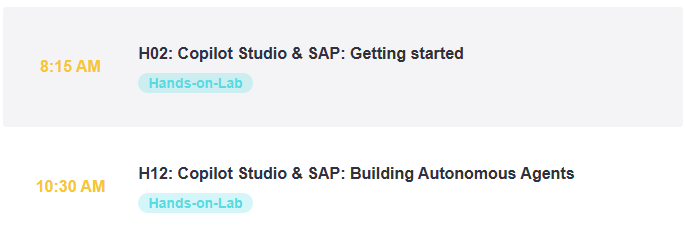 H02: Copilot Studio & SAP: Getting started
8:15 AM
Hands-on-Lab
H12: Copilot Studio & SAP: Building Autonomous Agents
10:30 AM
Hands-on-Lab